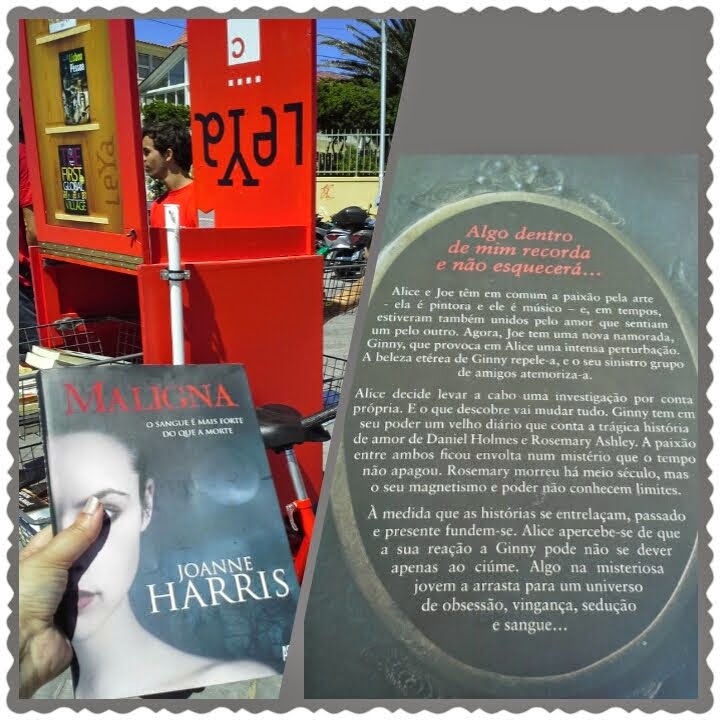 LeYa
LeYa
FIRST
GLOBAL
VILLAGE
MALIGNA
O SANGUE É MAIS FORTE
DO QUE A MORTE
JOANNE
HARRIS
Algo dentro
de mim recorda
e não esquecerá...
Alice e Joe têm em comum a paixão pela arte
- ela é pintora e ele é músico – e, em tempos,
estiveram também unidos pelo amor que sentiam
um pelo outro. Agora, Joe tem uma nova namorada,
Ginny, que provoca em Alice uma intensa perturbação.
A beleza etérea de Ginny repele-a, e o seu sinistro grupo
de amigos atemoriza-a.
Alice decide levar a cabo uma investigação por conta
própria. E o que descobre vai mudar tudo. Ginny tem em
seu poder um velho diário que conta a trágica história
de amor de Daniel Holmes e Rosemary Ashley. A paixão
entre ambos ficou envolta num mistério que o tempo
não apagou. Rosemary morreu há meio século, mas
o seu magnetismo e poder não conhecem limites.
À medida que as histórias se entrelaçam, passado
e presente fundem-se. Alice apercebe-se de que
a sua reação a Ginny pode não se dever
apenas ao ciúme. Algo na misteriosa
jovem a arrasta para um universo
de obsessão, vingança, sedução
e sangue...